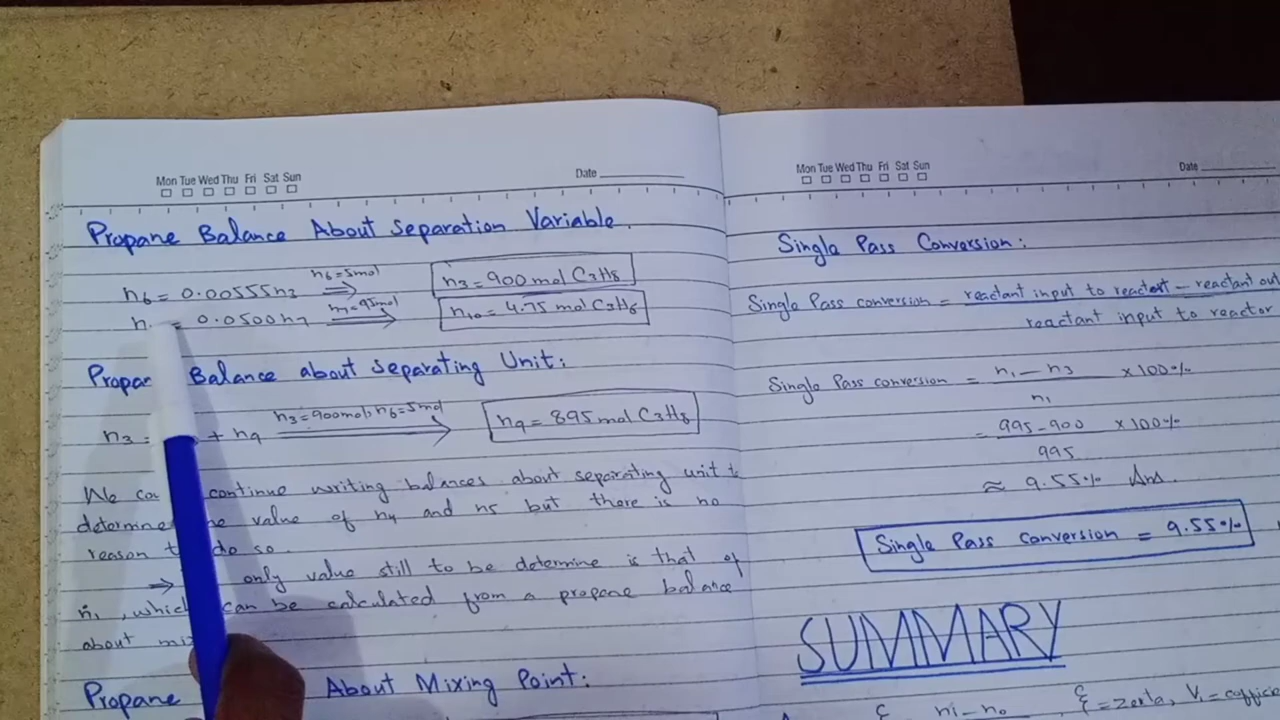 Mon Tue Wed Thu Fri Sat Sun
Date
Propane Balance About Separation Variable.
n6 = 0.00555n3 n6=5mol n3 = 900 mol C3H8
= 0.0500n7 n7=95mol n10 = 4.75 mol C3H6
Balance about Separating Unit:
n3 = + n9 n3=900mol, n6=5mol n9 = 895 mol C3H8
We continue writing balances about separating unit to
determine value of n4 and n5 but there is no
reason do so.
⇒ only value still to be determine is that of
ṅ1, which can be calculated from a propane balance
about
Propane About Mixing Point:
Mon Tue Wed Thu Fri Sat Sun
Date
Single Pass Conversion:
Single Pass conversion = reactant input to reactor - reactant out
reactant input to reactor
Single Pass conversion = n1 - n3 / n1 × 100%
= 995-900 / 995 × 100%
≈ 9.55% Ans.
Single Pass Conversion = 9.55%
SUMMARY
ξ ni - no ξ = zeta, Vi =